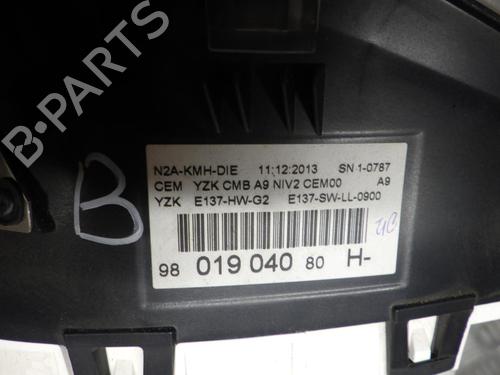 B
N2A-KMH-DIE 11:12:2013 SN 1-0787
CEM YZK CMB A9 NIV2 CEM00 A9
YZK E137-HW-G2 E137-SW-LL-0900
98 019 040 80 H-
B-PARTS